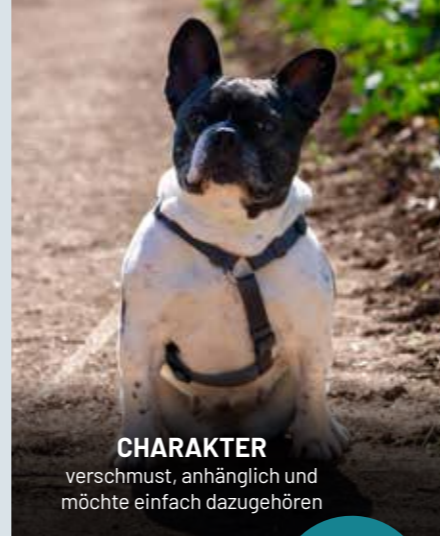 CHARAKTER
verschmust, anhänglich und
möchte einfach dazugehören